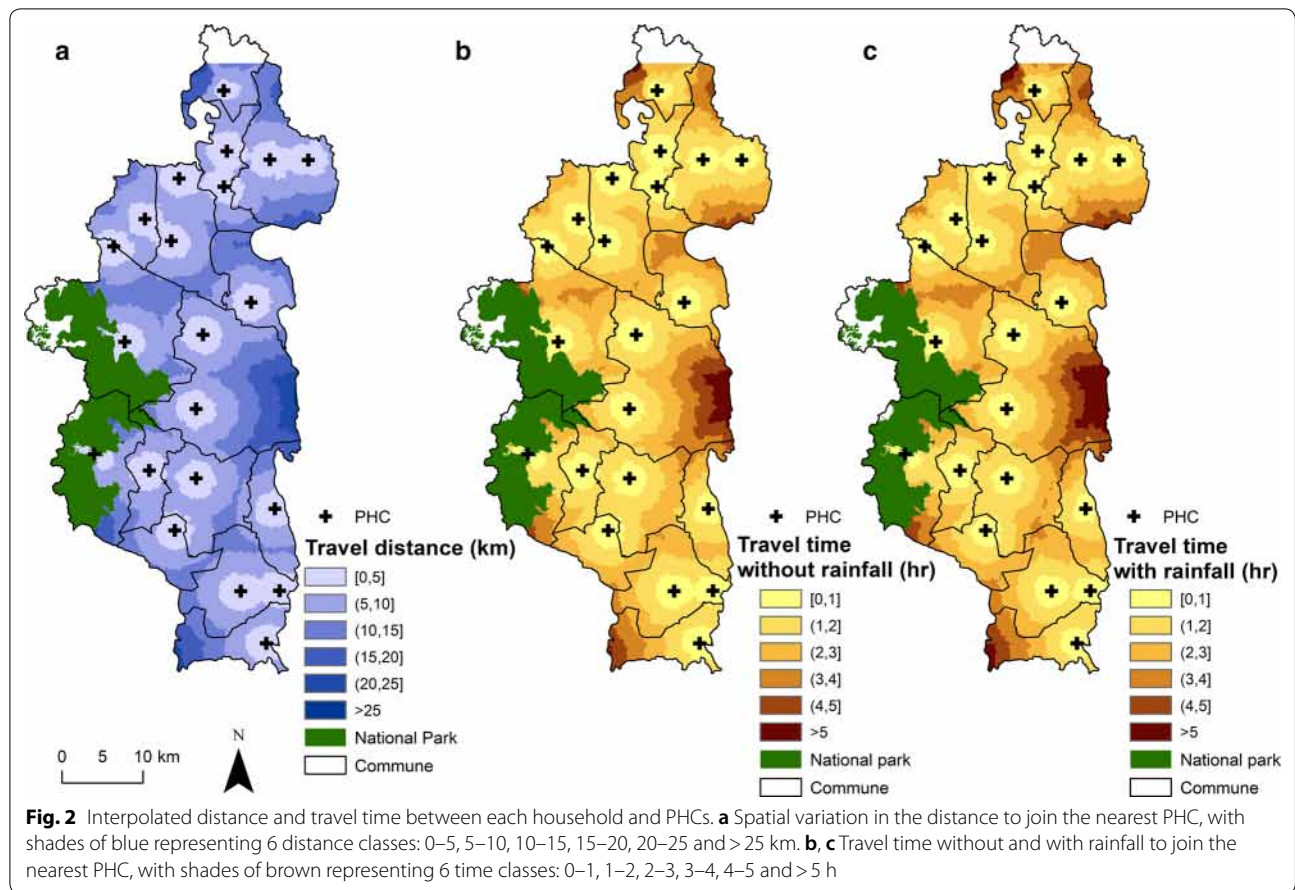 a
b
c
PHC
Travel distance (km)
[0,5]
(5,10]
(10,15]
(15,20]
(20,25]
>25
National Park
Commune
0 5 10 km
N
PHC
Travel time
without rainfall (hr)
[0,1]
(1,2]
(2,3]
(3,4]
(4,5]
>5
National park
Commune
PHC
Travel time
with rainfall (hr)
[0,1]
(1,2]
(2,3]
(3,4]
(4,5]
>5
National park
Commune
Fig. 2 Interpolated distance and travel time between each household and PHCs. a Spatial variation in the distance to join the nearest PHC, with
shades of blue representing 6 distance classes: 0–5, 5–10, 10–15, 15–20, 20–25 and > 25 km. b, c Travel time without and with rainfall to join the
nearest PHC, with shades of brown representing 6 time classes: 0–1, 1–2, 2–3, 3–4, 4–5 and > 5 h